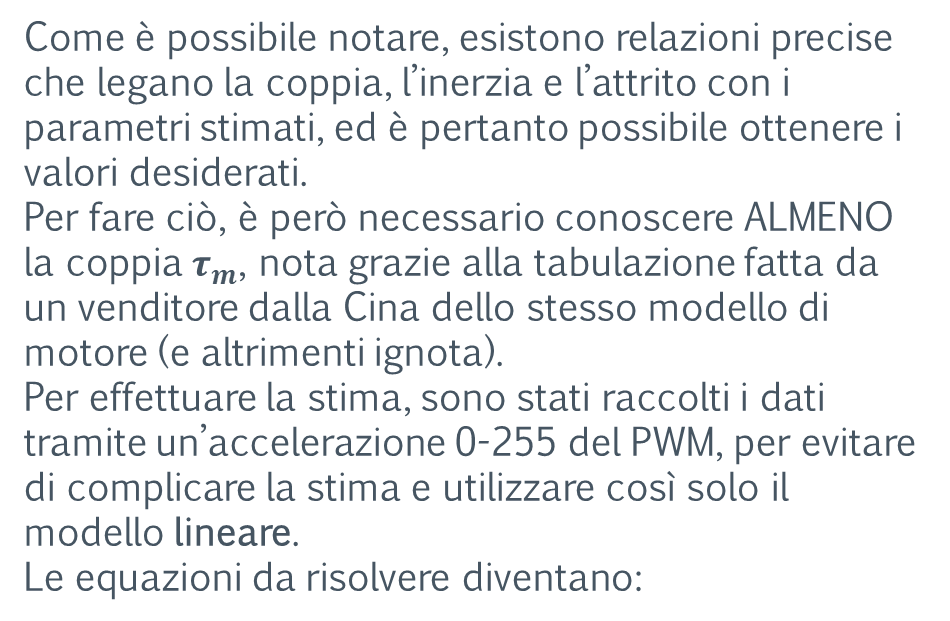 Come è possibile notare, esistono relazioni precise
che legano la coppia, l'inerzia e l'attrito con i
parametri stimati, ed è pertanto possibile ottenere i
valori desiderati.
Per fare ciò, è però necessario conoscere ALMENO
la coppia τₘ, nota grazie alla tabulazione fatta da
un venditore dalla Cina dello stesso modello di
motore (e altrimenti ignota).
Per effettuare la stima, sono stati raccolti i dati
tramite un'accelerazione 0-255 del PWM, per evitare
di complicare la stima e utilizzare così solo il
modello lineare.
Le equazioni da risolvere diventano: